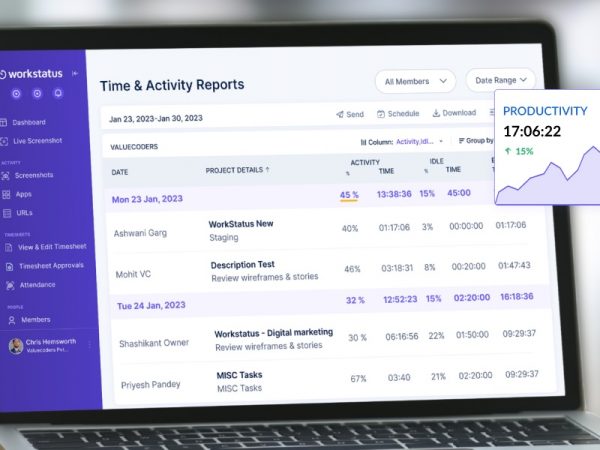 workstatus
Dashboard
Live Screenshot
ACTIVITY
Screenshots
Apps
URLs
TIMESHEETS
View & Edit Timesheet
Timesheet Approvals
Attendance
PEOPLE
Members
Chris Hemsworth
Valuecoders Pvt...
Time & Activity Reports
All Members
Date Range
Jan 23, 2023-Jan 30, 2023
Send
Schedule
Download
VALUECODERS
Column: Activity,Idl...
Group by
DATE PROJECT DETAILS ↑ ACTIVITY % TIME IDLE % TIME
Mon 23 Jan, 2023 45 % 13:38:36 15% 45:00
Ashwani Garg WorkStatus New 40% 01:17:06 3% 00:00:00 01:17:06
Staging
Mohit VC Description Test 46% 03:18:31 8% 00:20:00 01:47:43
Review wireframes & stories
Tue 24 Jan, 2023 32 % 12:52:23 15% 02:20:00 16:18:36
Shashikant Owner Workstatus - Digital marketing 30 % 06:16:56 22% 01:50:00 09:29:37
Review wireframes & stories
Priyesh Pandey MISC Tasks 67% 03:40 21% 02:20:00 09:29:37
MISC Tasks
PRODUCTIVITY
17:06:22
↑ 15%